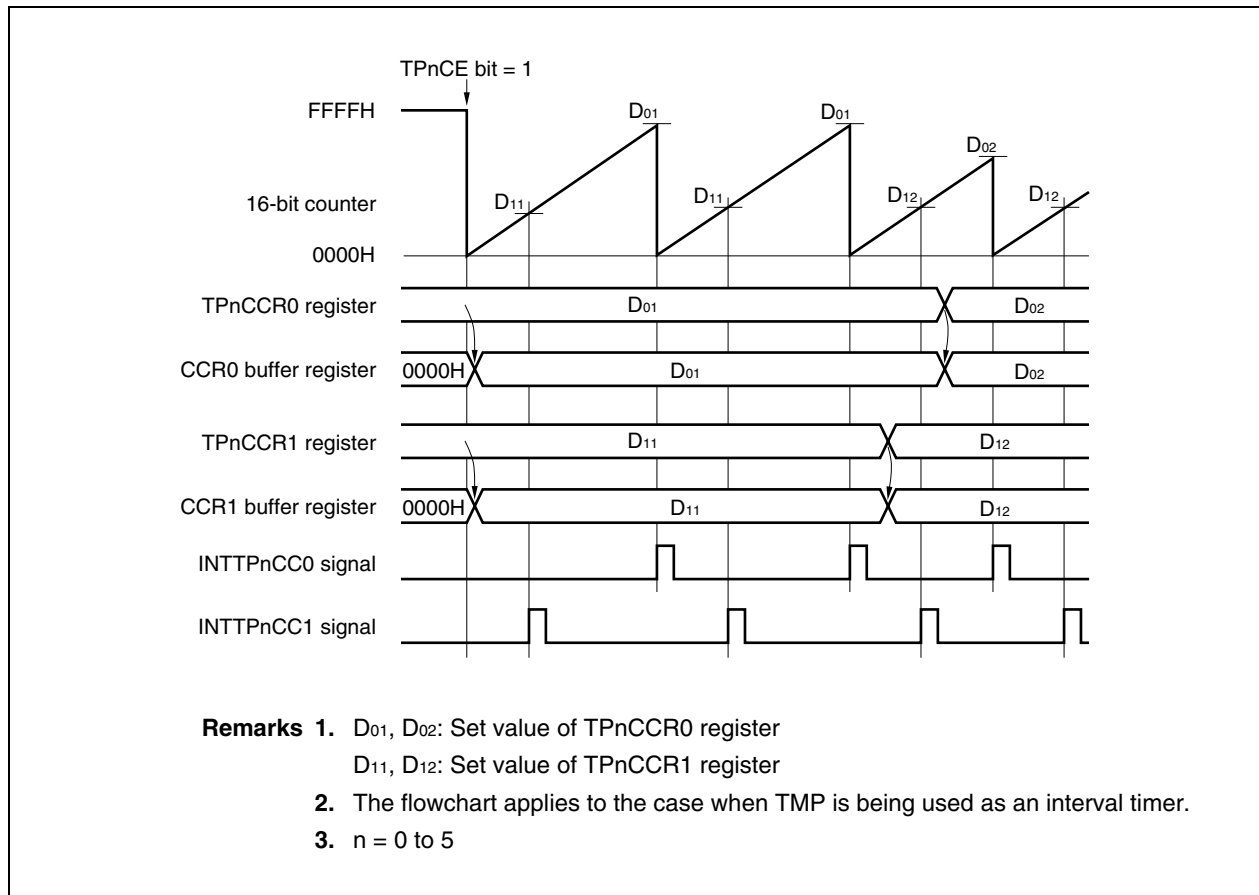 TPnCE bit = 1
FFFFH
D01
D01
D02
16-bit counter
D11
D11
D12
D12
0000H
TPnCCR0 register
D01
D02
CCR0 buffer register
0000H
D01
D02
TPnCCR1 register
D11
D12
CCR1 buffer register
0000H
D11
D12
INTTPnCC0 signal
INTTPnCC1 signal
Remarks 1. D01, D02: Set value of TPnCCR0 register
D11, D12: Set value of TPnCCR1 register
2. The flowchart applies to the case when TMP is being used as an interval timer.
3. n = 0 to 5